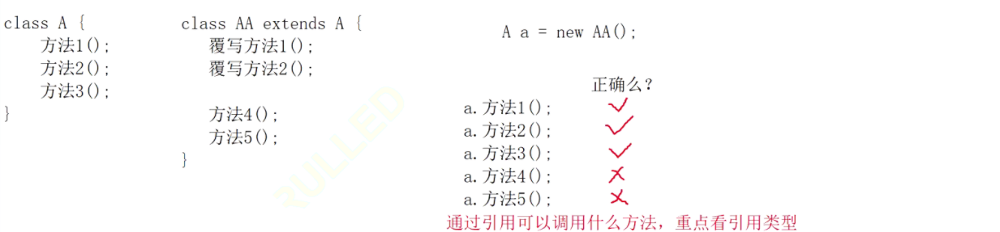 class A {
方法1();
方法2();
方法3();
}
class AA extends A {
覆写方法1();
覆写方法2();
方法4();
方法5();
}
A a = new AA();
正确么？
a.方法1(); ✓
a.方法2(); ✓
a.方法3(); ✓
a.方法4(); ✗
a.方法5(); ✗
通过引用可以调用什么方法，重点看引用类型
RULLED